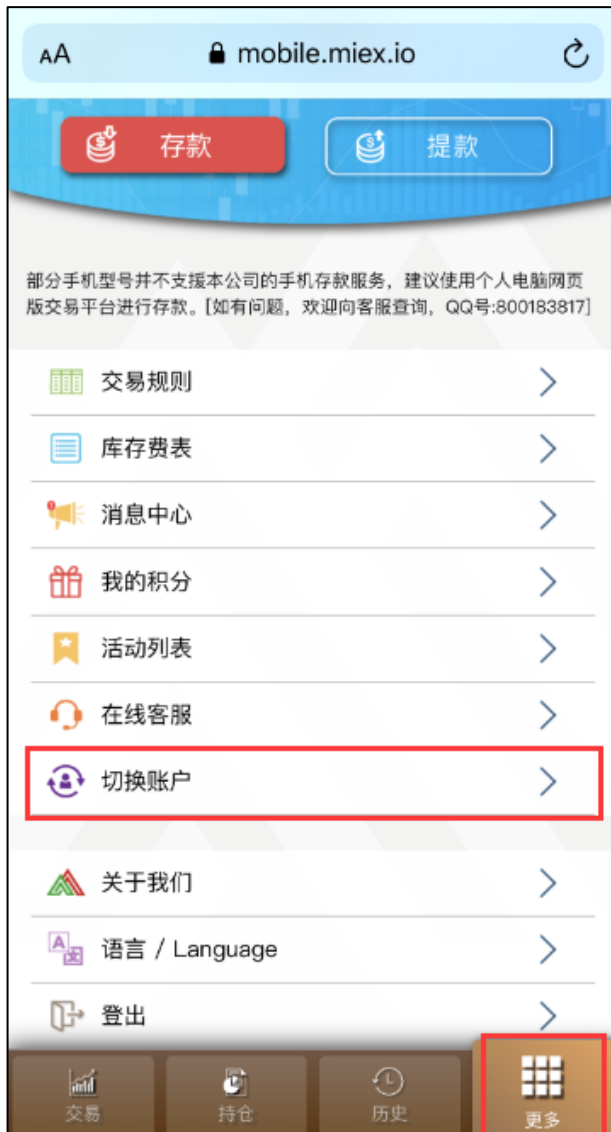 AA mobile.miex.io
存款 提款
部分手机型号并不支援本公司的手机存款服务，建议使用个人电脑网页
版交易平台进行存款。[如有问题，欢迎向客服查询，QQ号:800183817]
交易规则
库存费表
消息中心
我的积分
活动列表
在线客服
切换账户
关于我们
语言 / Language
登出
交易 持仓 历史 更多